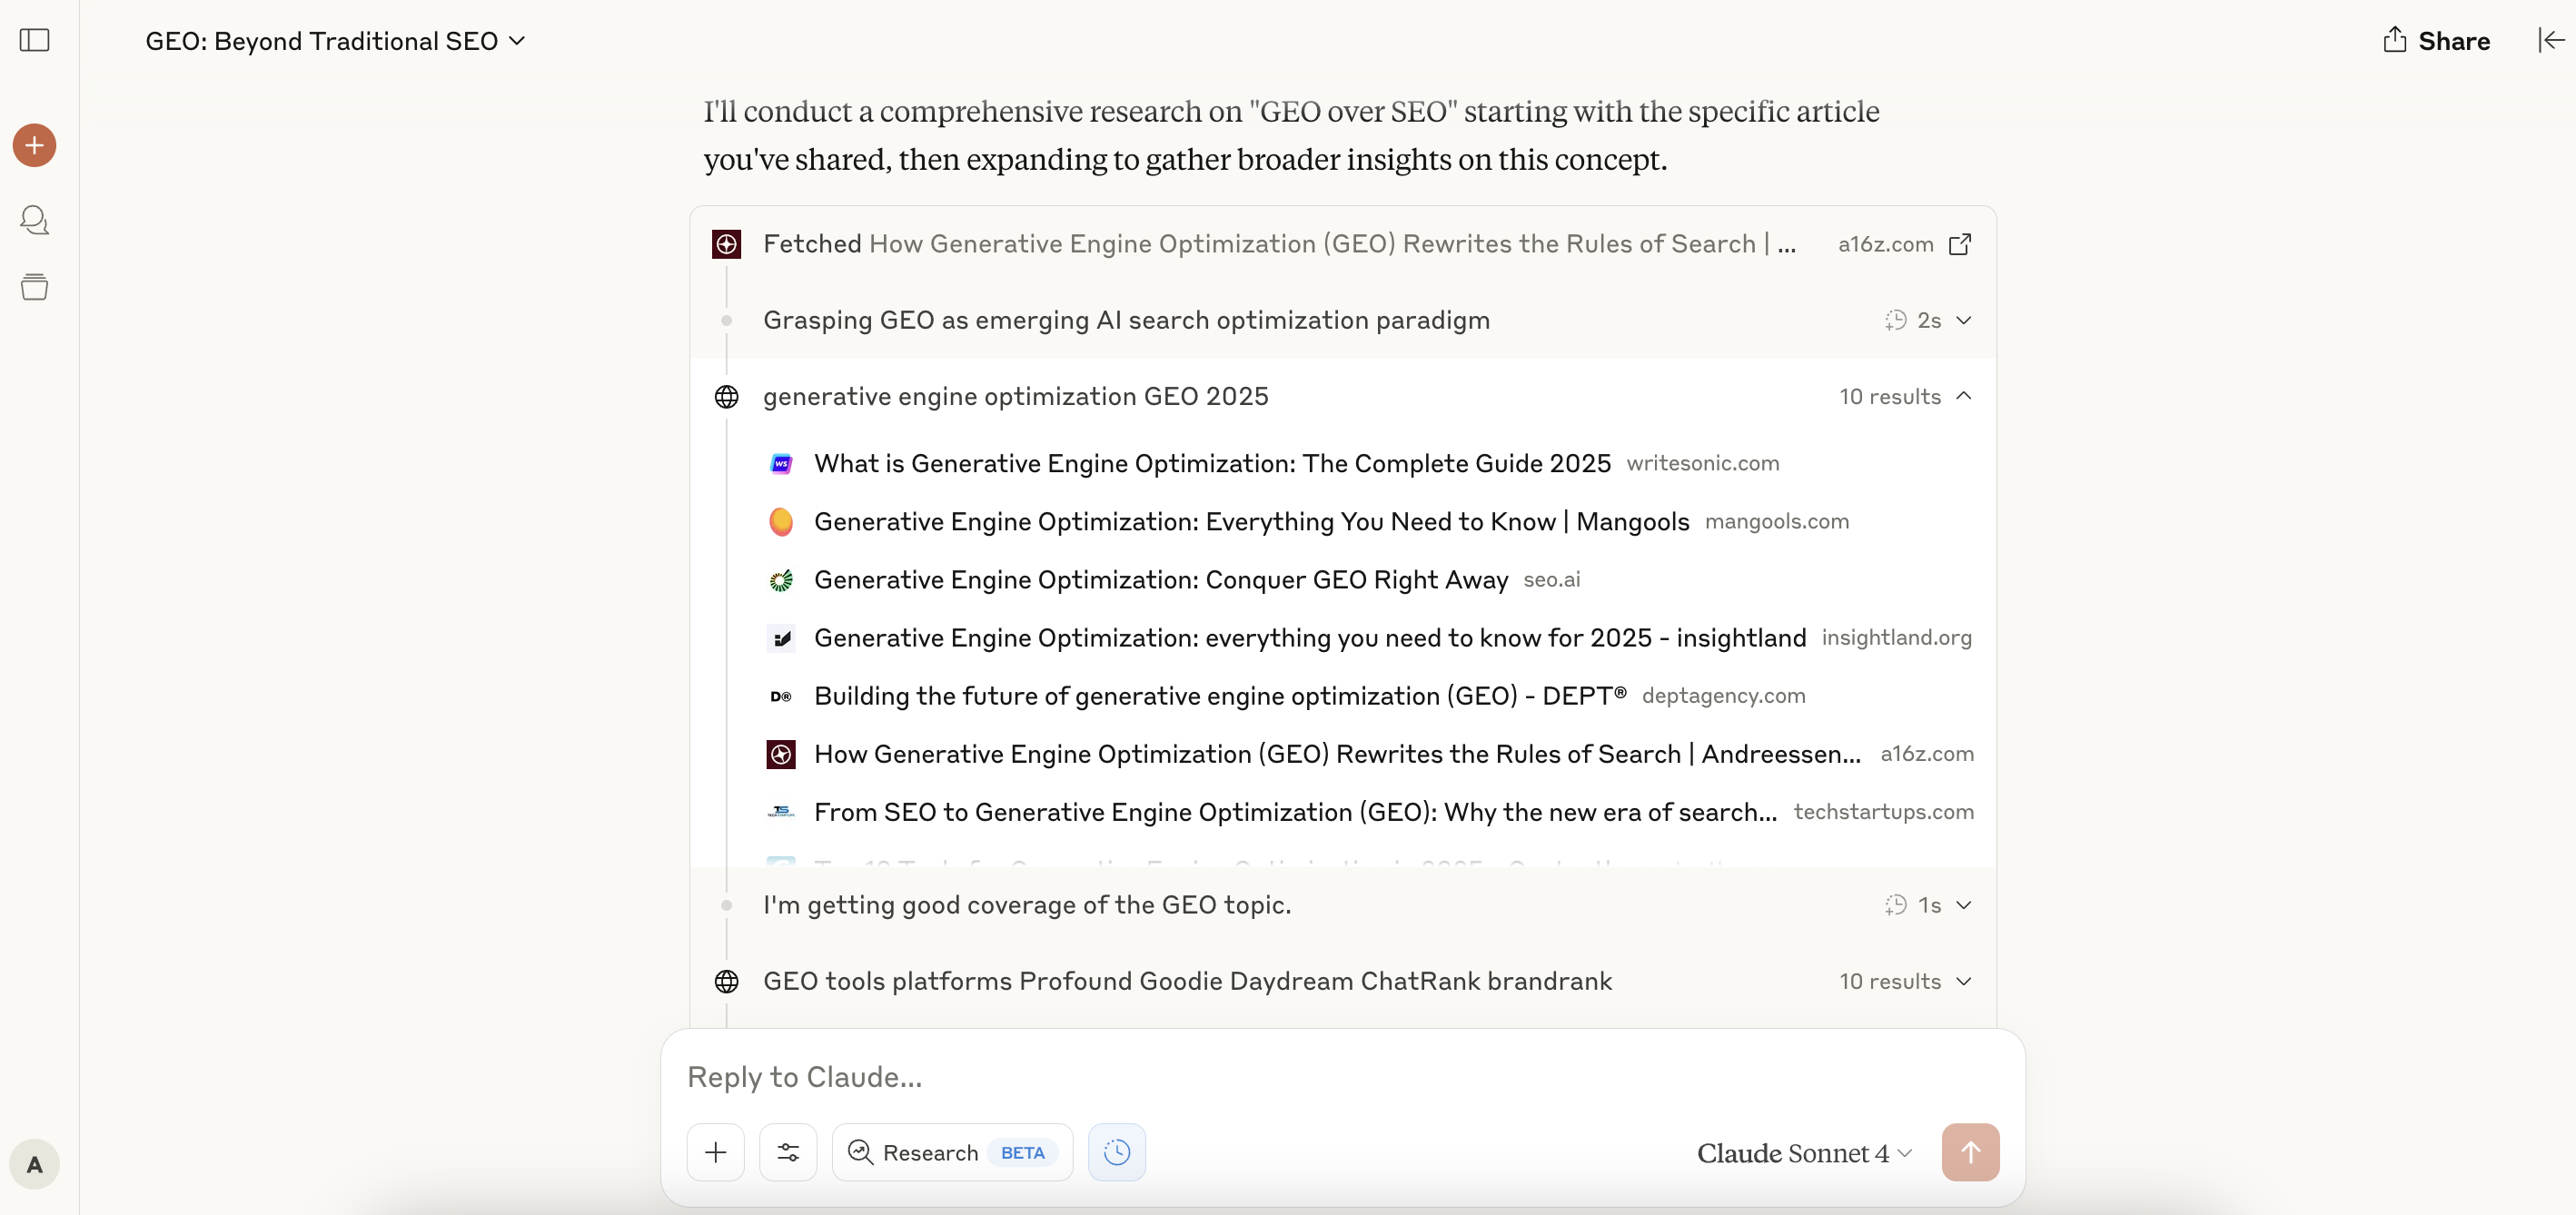 GEO: Beyond Traditional SEO
Share
I'll conduct a comprehensive research on "GEO over SEO" starting with the specific article
you've shared, then expanding to gather broader insights on this concept.
Fetched How Generative Engine Optimization (GEO) Rewrites the Rules of Search | ... a16z.com
Grasping GEO as emerging AI search optimization paradigm 2s
generative engine optimization GEO 2025 10 results
WS What is Generative Engine Optimization: The Complete Guide 2025 writesonic.com
Generative Engine Optimization: Everything You Need to Know | Mangools mangools.com
Generative Engine Optimization: Conquer GEO Right Away seo.ai
Generative Engine Optimization: everything you need to know for 2025 - insightland insightland.org
D® Building the future of generative engine optimization (GEO) - DEPT® deptagency.com
How Generative Engine Optimization (GEO) Rewrites the Rules of Search | Andreessen... a16z.com
TS From SEO to Generative Engine Optimization (GEO): Why the new era of search... techstartups.com
I'm getting good coverage of the GEO topic. 1s
GEO tools platforms Profound Goodie Daydream ChatRank brandrank 10 results
Reply to Claude...
Research BETA
Claude Sonnet 4
A